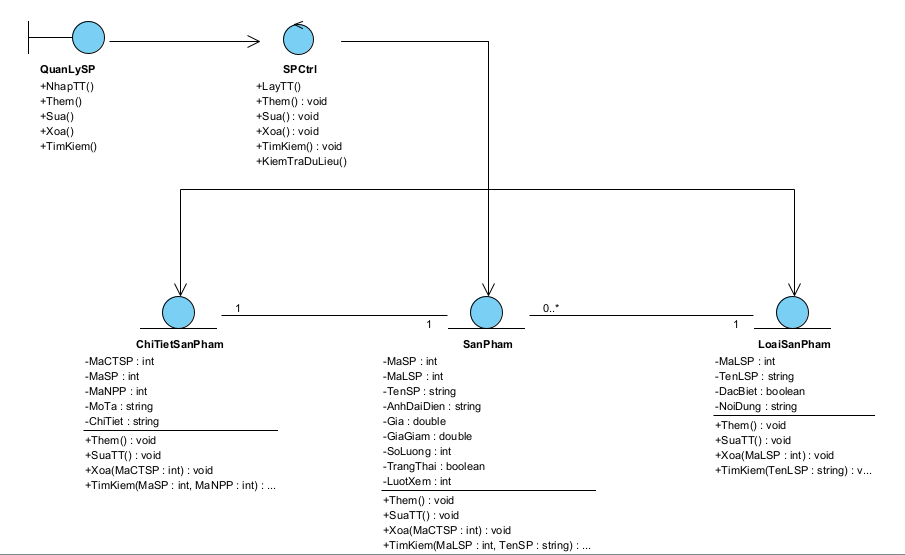 QuanLySP
+NhapTT()
+Them()
+Sua()
+Xoa()
+TimKiem()
SPCtrl
+LayTT()
+Them() : void
+Sua() : void
+Xoa() : void
+TimKiem() : void
+KiemTraDuLieu()
1
1
0..*
1
ChiTietSanPham
-MaCTSP : int
-MaSP : int
-MaNPP : int
-MoTa : string
-ChiTiet : string
+Them() : void
+SuaTT() : void
+Xoa(MaCTSP : int) : void
+TimKiem(MaSP : int, MaNPP : int) : ...
SanPham
-MaSP : int
-MaLSP : int
-TenSP : string
-AnhDaiDien : string
-Gia : double
-GiaGiam : double
-SoLuong : int
-TrangThai : boolean
-LuotXem : int
+Them() : void
+SuaTT() : void
+Xoa(MaCTSP : int) : void
+TimKiem(MaLSP : int, TenSP : string) : ...
LoaiSanPham
-MaLSP : int
-TenLSP : string
-DacBiet : boolean
-NoiDung : string
+Them() : void
+SuaTT() : void
+Xoa(MaLSP : int) : void
+TimKiem(TenLSP : string) : v...